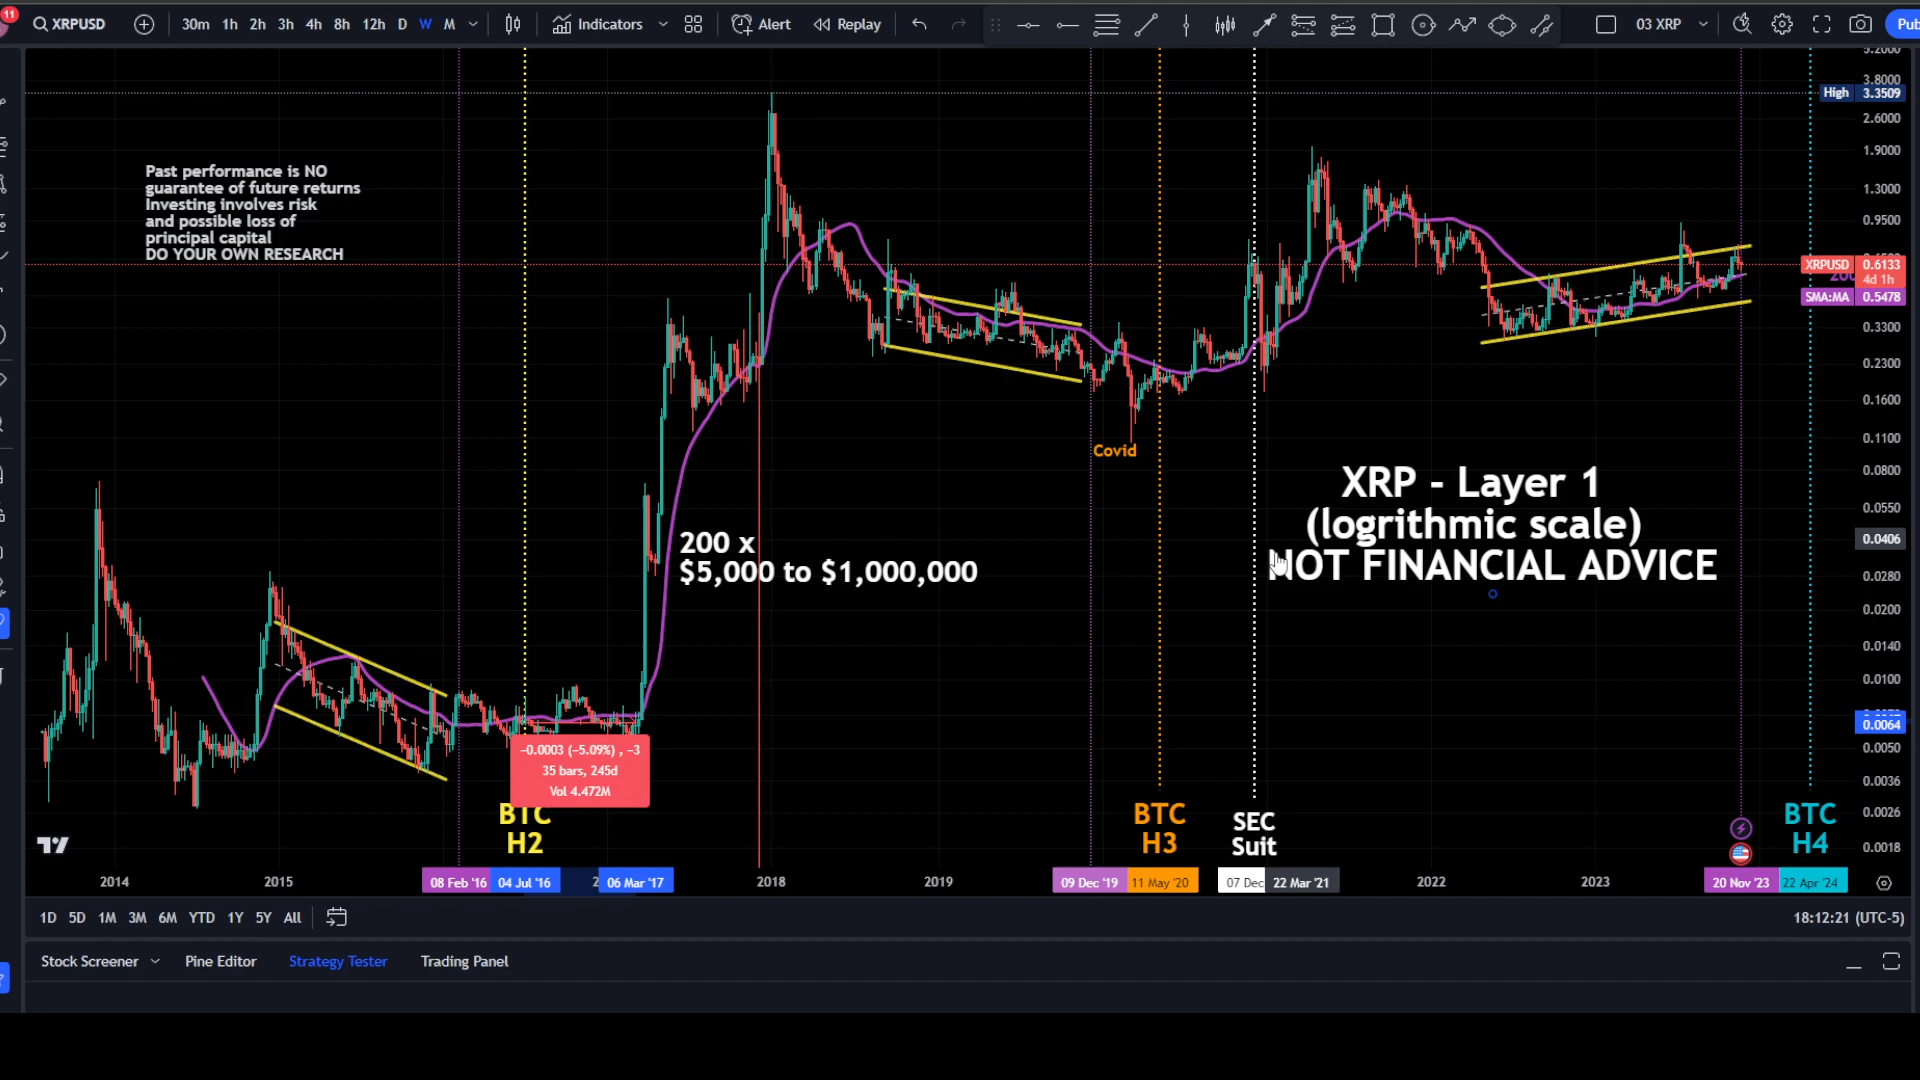 11
XRPUSD 30m 1h 2h 3h 4h 8h 12h D W M Indicators Alert Replay 03 XRP Pub
5.2000
3.8000
High 3.3509
2.6000
1.9000
1.3000
0.9500
XRPUSD 0.6133
4d 1h
SMA:MA 0.5478
0.3300
0.2300
0.1600
0.1100
0.0800
0.0550
0.0406
0.0280
0.0200
0.0140
0.0100
0.0064
0.0050
0.0036
0.0026
0.0018
Past performance is NO
guarantee of future returns
Investing involves risk
and possible loss of
principal capital
DO YOUR OWN RESEARCH
Covid
XRP - Layer 1
(logrithmic scale)
NOT FINANCIAL ADVICE
200 x
$5,000 to $1,000,000
-0.0003 (-5.09%) , -3
35 bars, 245d
Vol 4.472M
BTC
H2
BTC
H3
SEC
Suit
BTC
H4
2014 2015 08 Feb '16 04 Jul '16 06 Mar '17 2018 2019 09 Dec '19 11 May '20 07 Dec 22 Mar '21 2022 2023 20 Nov '23 22 Apr '24
1D 5D 1M 3M 6M YTD 1Y 5Y All 18:12:21 (UTC-5)
Stock Screener Pine Editor Strategy Tester Trading Panel